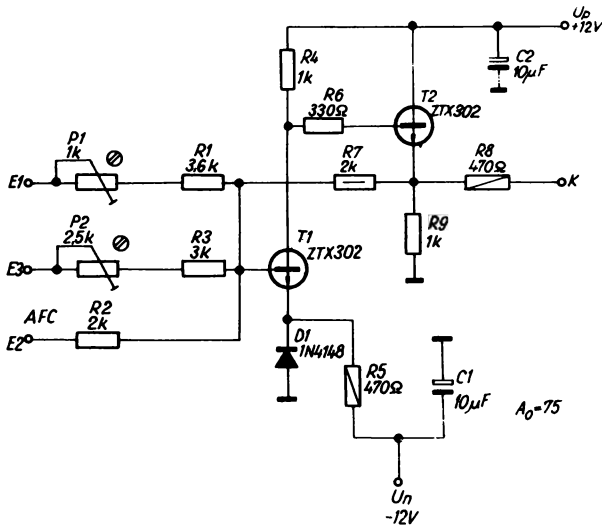 Up
+12V
R4
1k
C2
10µF
R6
330Ω
T2
ZTX302
P1
1k
R1
3,6k
R7
2k
R8
470Ω
E1
K
P2
2,5k
R3
3k
T1
ZTX302
R9
1k
E3
AFC
R2
2k
E2
D1
1N4148
R5
470Ω
C1
10µF
A₀=75
Un
-12V